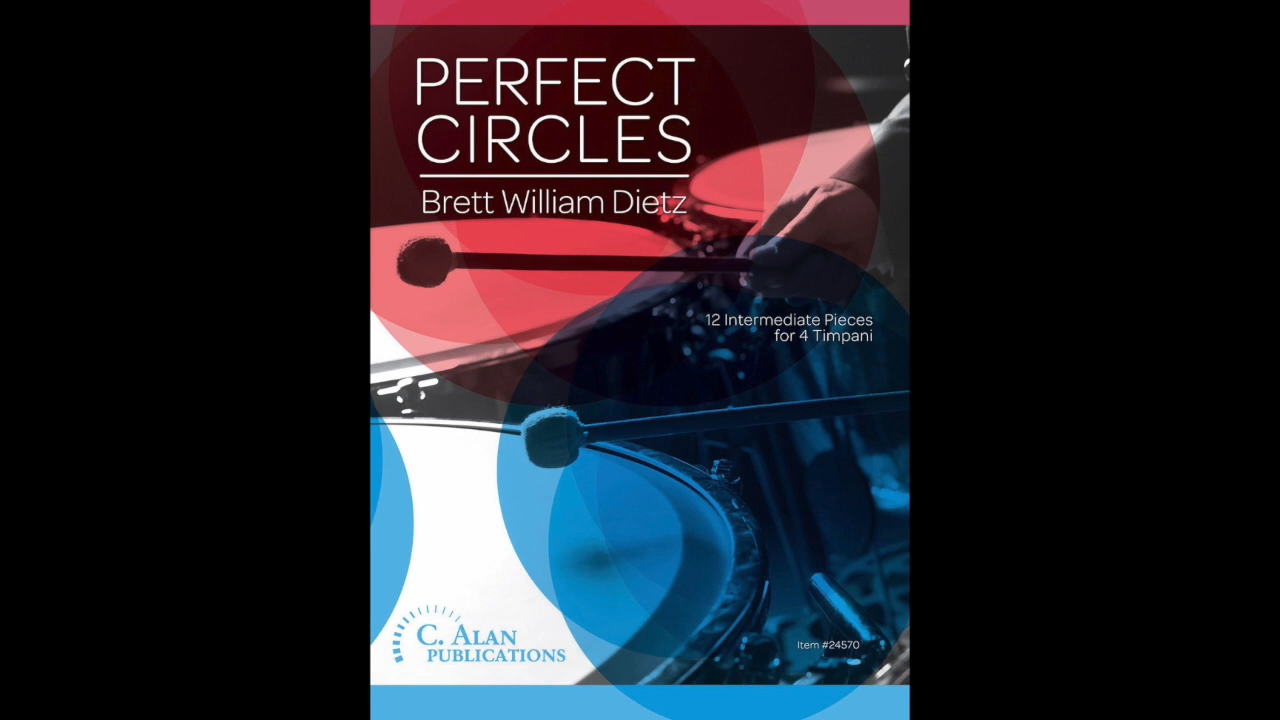 PERFECT
CIRCLES
Brett William Dietz
12 Intermediate Pieces
for 4 Timpani
C. ALAN
PUBLICATIONS
Item #24570